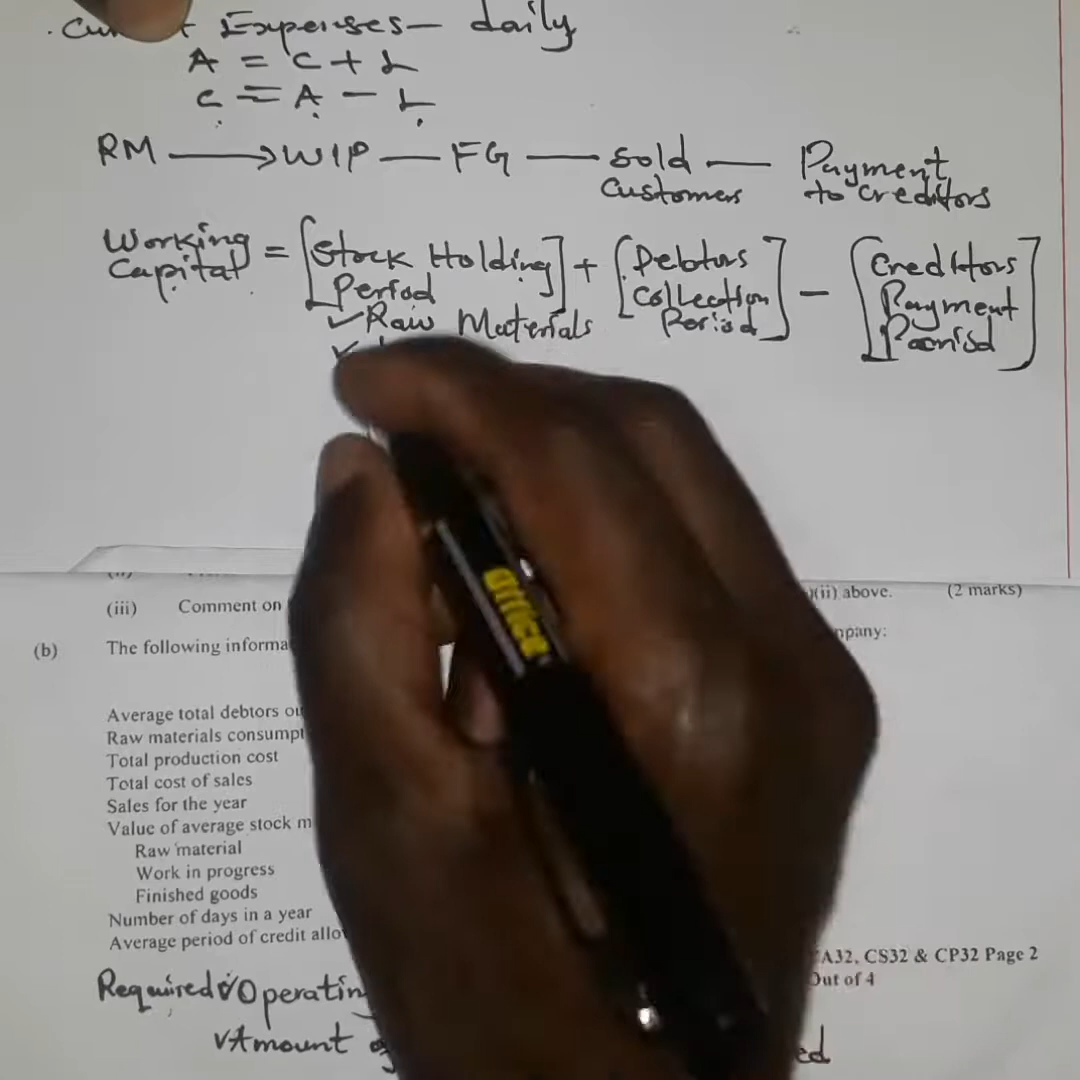 Expenses— daily
A = C + L
C = A - L
RM → WIP — FG — Sold — Payment
Customers to Creditors
Working Capital = [Stock Holding Period] + [Debtors Collection Period] - [Creditors Payment Period]
✓Raw Materials
(iii) Comment on
(ii) above. (2 marks)
(b) The following informa
mpany:
Average total debtors
Raw materials consumpt
Total production cost
Total cost of sales
Sales for the year
Value of average stock
Raw material
Work in progress
Finished goods
Number of days in a year
Average period of credit allo
A32, CS32 & CP32 Page 2
Out of 4
Required ✓Operatin
✓Amount
ed
office